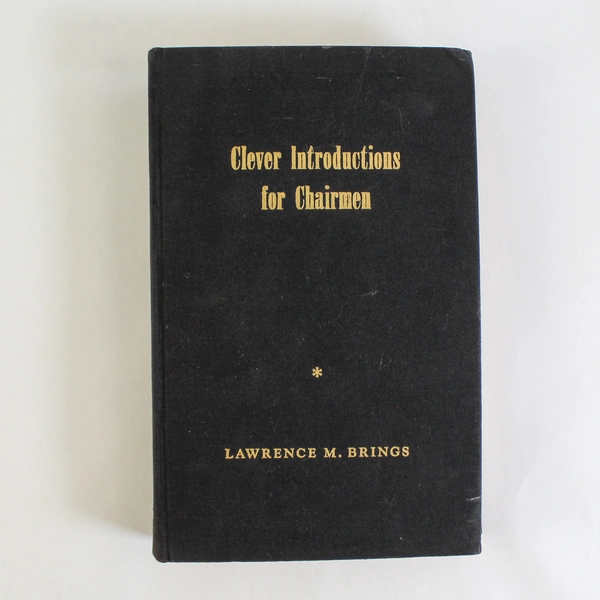 Clever Introductions
for Chairmen
*
LAWRENCE M. BRINGS